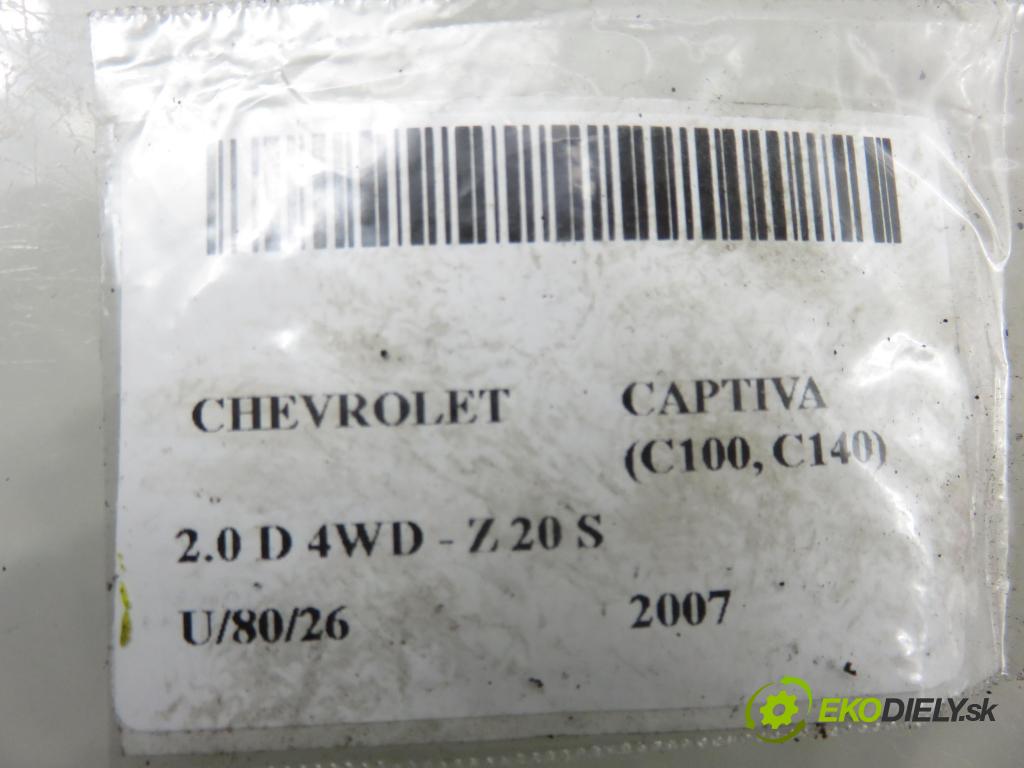 CHEVROLET CAPTIVA
(C100, C140)
2.0 D 4WD - Z 20 S
U/80/26 2007
EKODIELY.sk